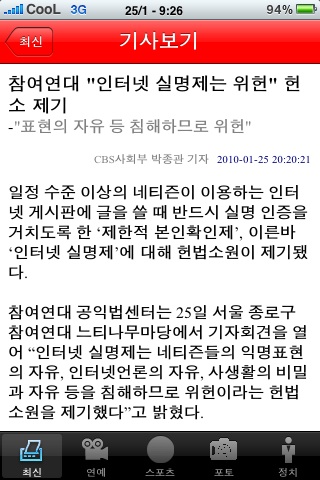 CooL 3G 25/1 - 9:26 94%
최신 기사보기
참여연대 "인터넷 실명제는 위헌" 헌
소 제기
-"표현의 자유 등 침해하므로 위헌"
CBS사회부 박종관 기자 2010-01-25 20:20:21
일정 수준 이상의 네티즌이 이용하는 인터
넷 게시판에 글을 쓸 때 반드시 실명 인증을
거치도록 한 ‘제한적 본인확인제’, 이른바
‘인터넷 실명제’에 대해 헌법소원이 제기됐
다.
참여연대 공익법센터는 25일 서울 종로구
참여연대 느티나무마당에서 기자회견을 열
어 “인터넷 실명제는 네티즌들의 익명표현
의 자유, 인터넷언론의 자유, 사생활의 비밀
과 자유 등을 침해하므로 위헌이라는 헌법
소원을 제기했다”고 밝혔다.
최신 연예 스포츠 포토 정치